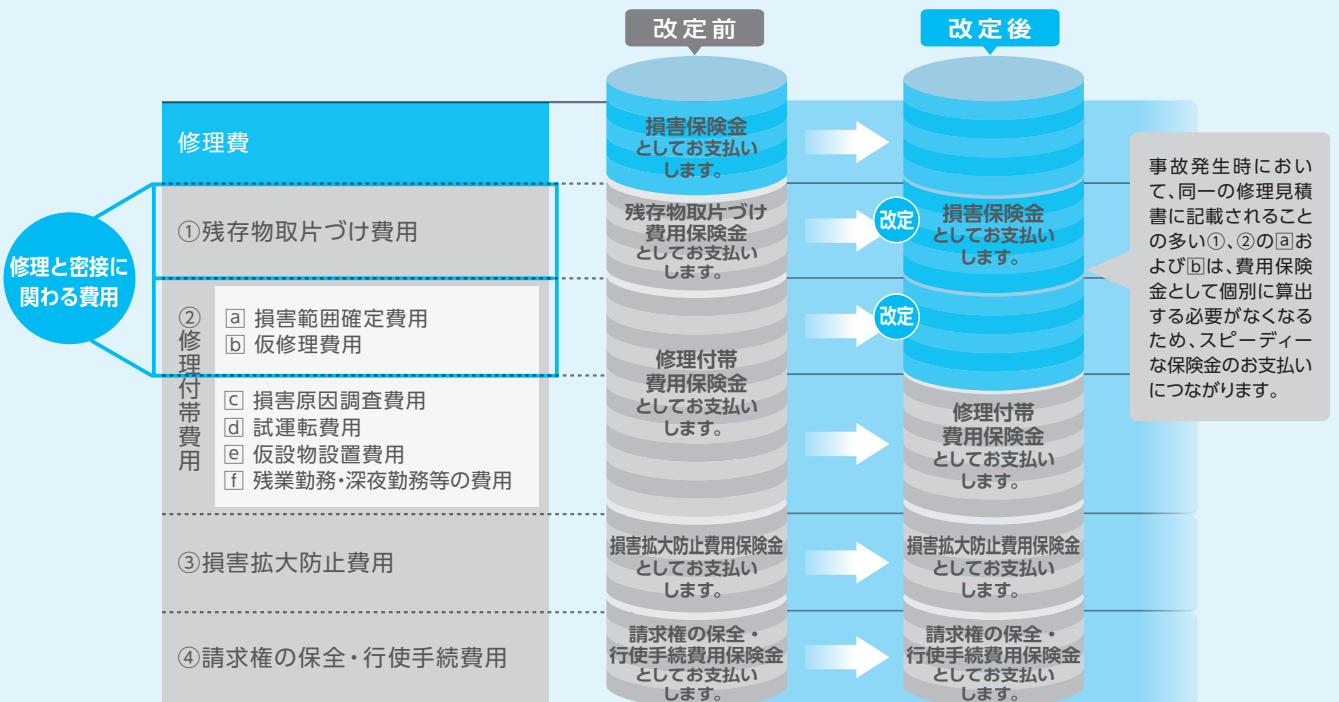 改定前
改定後
修理費
修理と密接に
関わる費用
①残存物取片づけ費用
②修理付帯費用
a 損害範囲確定費用
b 仮修理費用
c 損害原因調査費用
d 試運転費用
e 仮設物設置費用
f 残業勤務・深夜勤務等の費用
③損害拡大防止費用
④請求権の保全・行使手続費用
損害保険金
としてお支払い
します。
残存物取片づけ
費用保険金
としてお支払い
します。
修理付帯
費用保険金
としてお支払い
します。
損害拡大防止費用保険金
としてお支払い
します。
請求権の保全・
行使手続費用保険金
としてお支払い
します。
改定
改定
損害保険金
としてお支払い
します。
修理付帯
費用保険金
としてお支払い
します。
損害拡大防止費用保険金
としてお支払い
します。
請求権の保全・
行使手続費用保険金
としてお支払い
します。
事故発生時におい
て、同一の修理見積
書に記載されること
の多い①、②のaお
よびbは、費用保険
金として個別に算出
する必要がなくなる
ため、スピーディー
な保険金のお支払い
につながります。